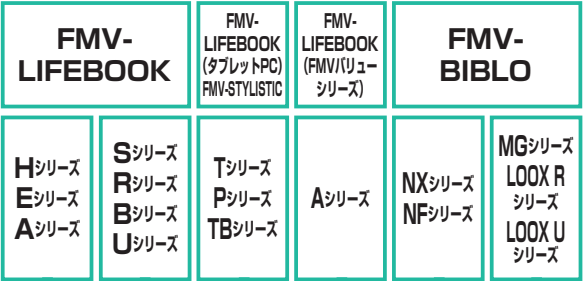 FMV-
LIFEBOOK
FMV-
LIFEBOOK
(タブレットPC)
FMV-STYLISTIC
FMV-
LIFEBOOK
(FMVバリュー
シリーズ)
FMV-
BIBLO
Hシリーズ
Eシリーズ
Aシリーズ
Sシリーズ
Rシリーズ
Bシリーズ
Uシリーズ
Tシリーズ
Pシリーズ
TBシリーズ
Aシリーズ
NXシリーズ
NFシリーズ
MGシリーズ
LOOX R
シリーズ
LOOX U
シリーズ